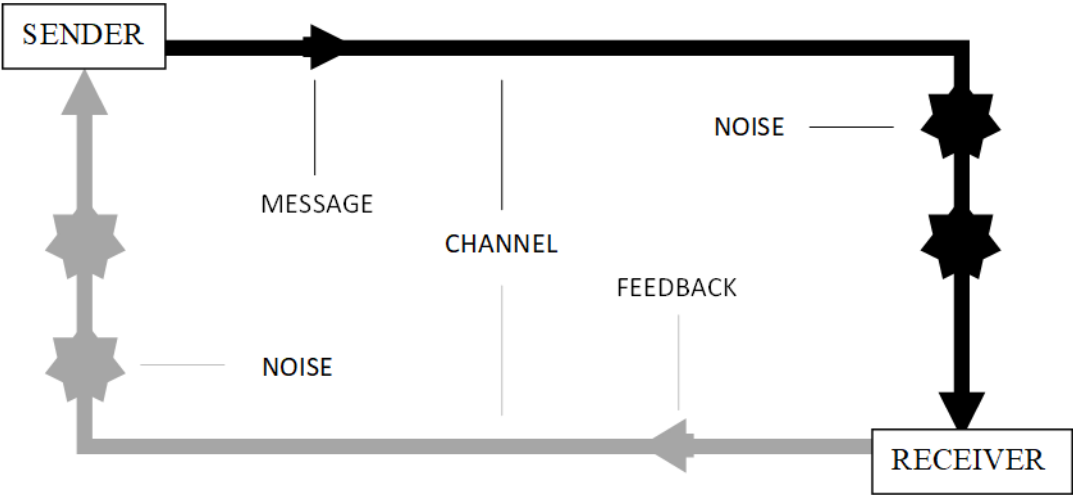 SENDER
NOISE
MESSAGE
CHANNEL
FEEDBACK
NOISE
RECEIVER